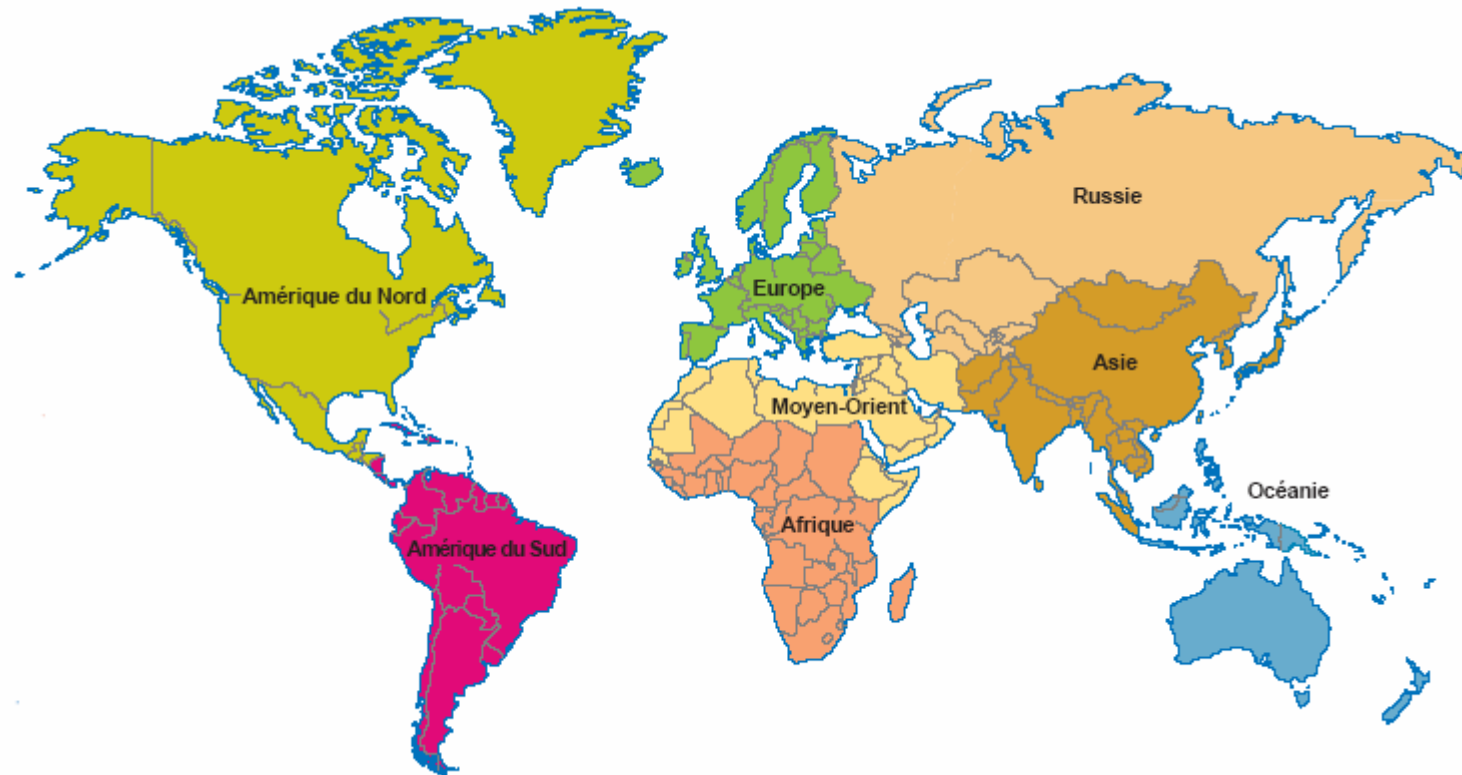 Russie
Europe
Amérique du Nord
Asie
Moyen-Orient
Océanie
Afrique
Amérique du Sud